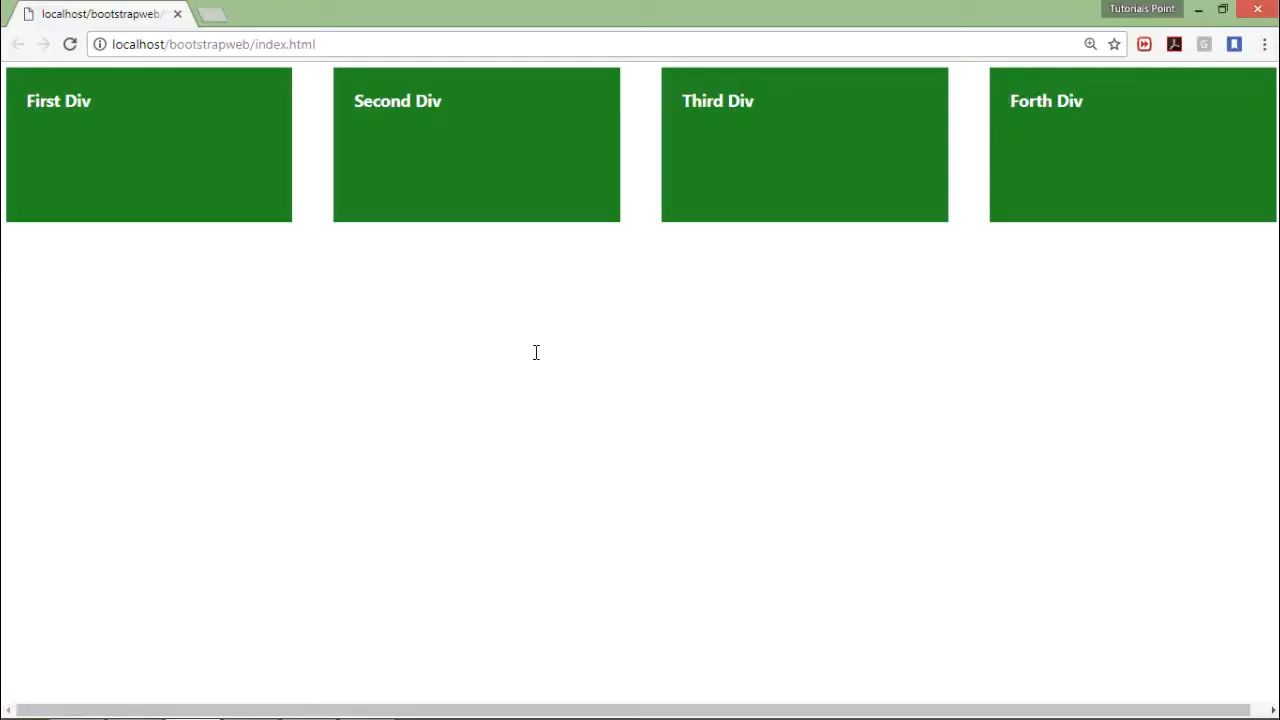 localhost/bootstrapweb/
Tutorials Point
localhost/bootstrapweb/index.html
G
First Div
Second Div
Third Div
Forth Div